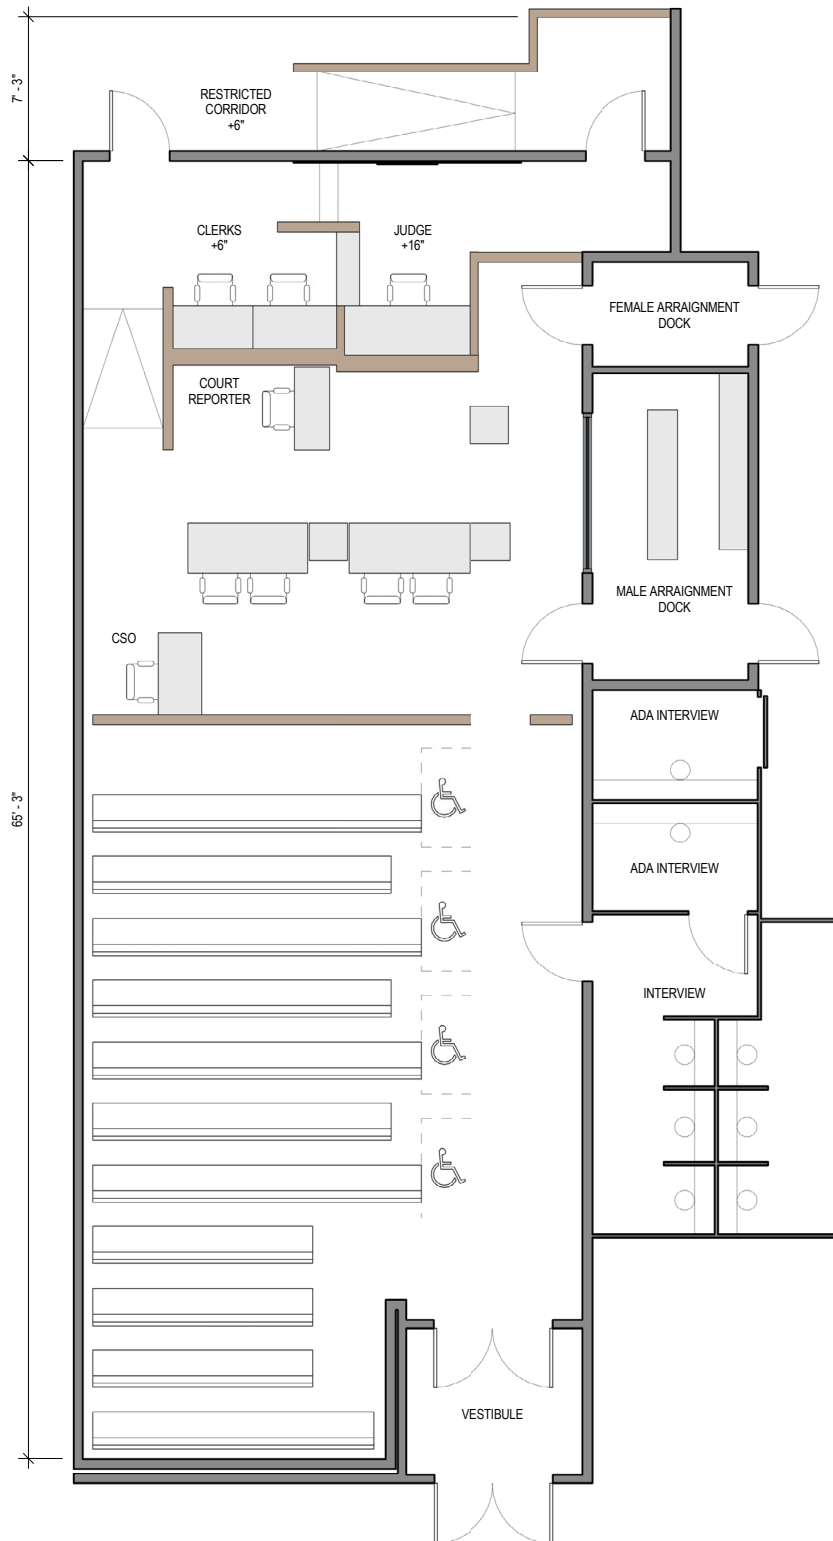 7' - 3"
RESTRICTED
CORRIDOR
+6"
CLERKS
+6"
JUDGE
+16"
FEMALE ARRAIGNMENT
DOCK
COURT
REPORTER
MALE ARRAIGNMENT
DOCK
CSO
ADA INTERVIEW
65' - 3"
ADA INTERVIEW
INTERVIEW
VESTIBULE